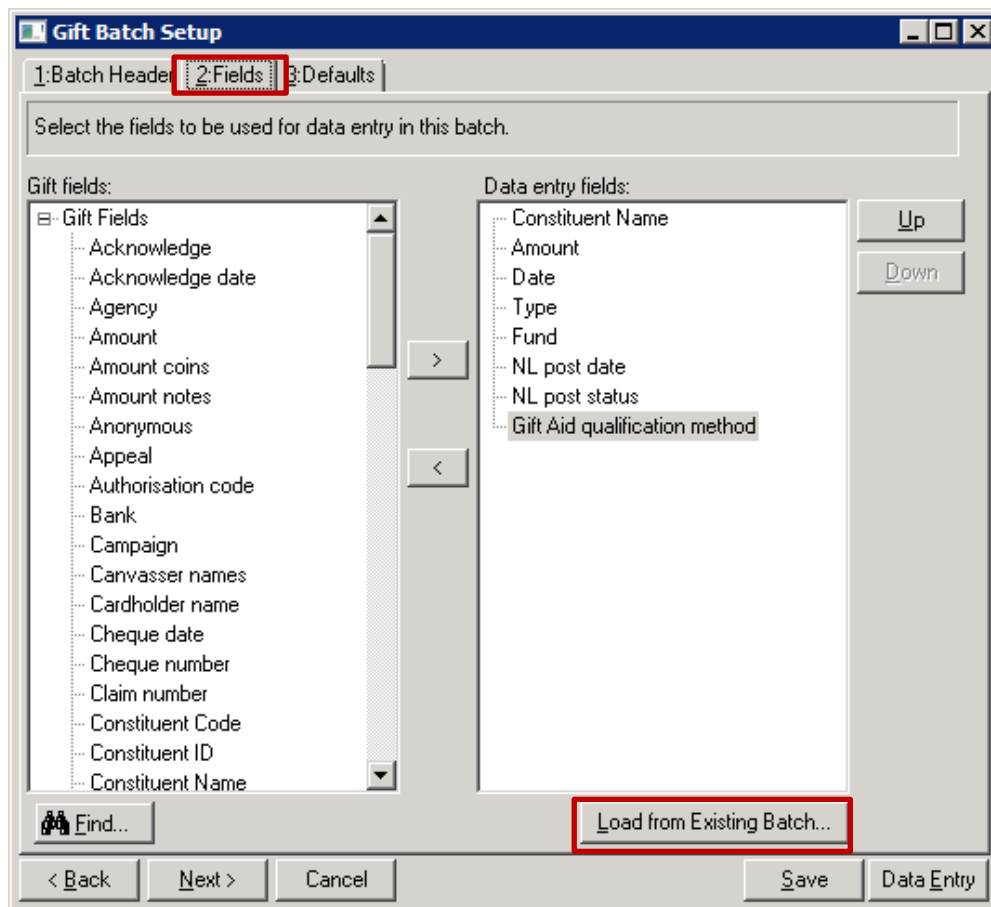 Gift Batch Setup
1:Batch Header 2:Fields 3:Defaults
Select the fields to be used for data entry in this batch.
Gift fields:
Gift Fields
Acknowledge
Acknowledge date
Agency
Amount
Amount coins
Amount notes
Anonymous
Appeal
Authorisation code
Bank
Campaign
Canvasser names
Cardholder name
Cheque date
Cheque number
Claim number
Constituent Code
Constituent ID
Constituent Name
>
<
Data entry fields:
Constituent Name
Amount
Date
Type
Fund
NL post date
NL post status
Gift Aid qualification method
Up
Down
Find...
Load from Existing Batch...
< Back Next > Cancel Save Data Entry